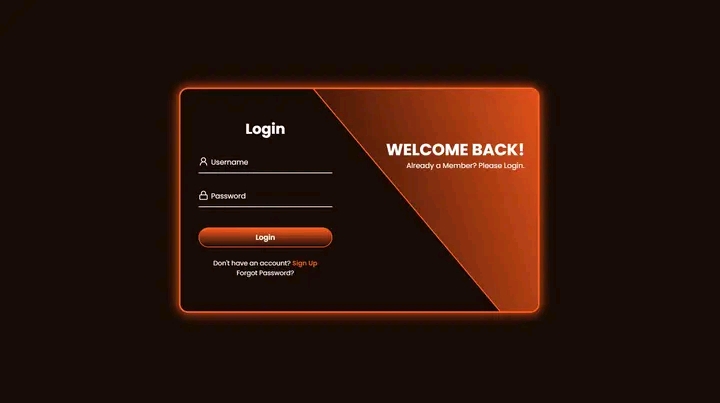 Login
Username
Password
Login
Don't have an account? Sign Up
Forgot Password?
WELCOME BACK!
Already a Member? Please Login.